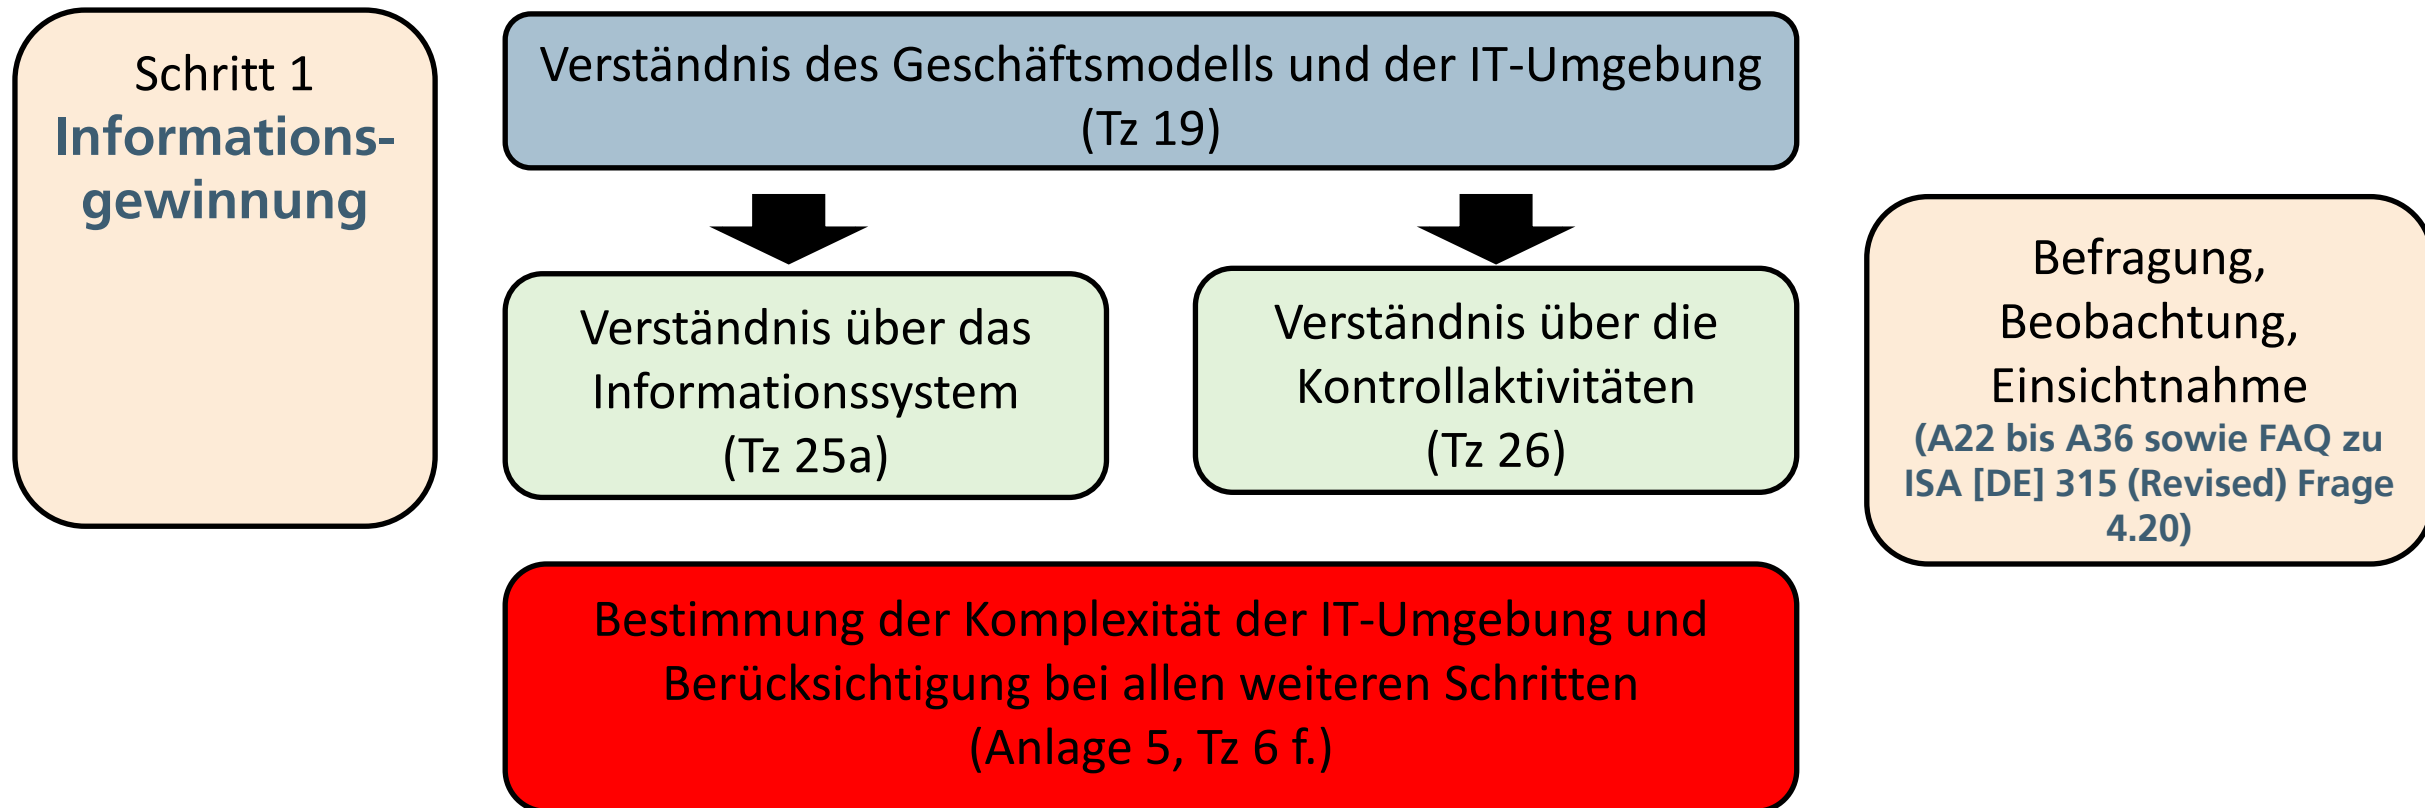 Schritt 1
Informations-
gewinnung
Verständnis des Geschäftsmodells und der IT-Umgebung
(Tz 19)
Verständnis über das
Informationssystem
(Tz 25a)
Verständnis über die
Kontrollaktivitäten
(Tz 26)
Befragung,
Beobachtung,
Einsichtnahme
(A22 bis A36 sowie FAQ zu
ISA [DE] 315 (Revised) Frage
4.20)
Bestimmung der Komplexität der IT-Umgebung und
Berücksichtigung bei allen weiteren Schritten
(Anlage 5, Tz 6 f.)